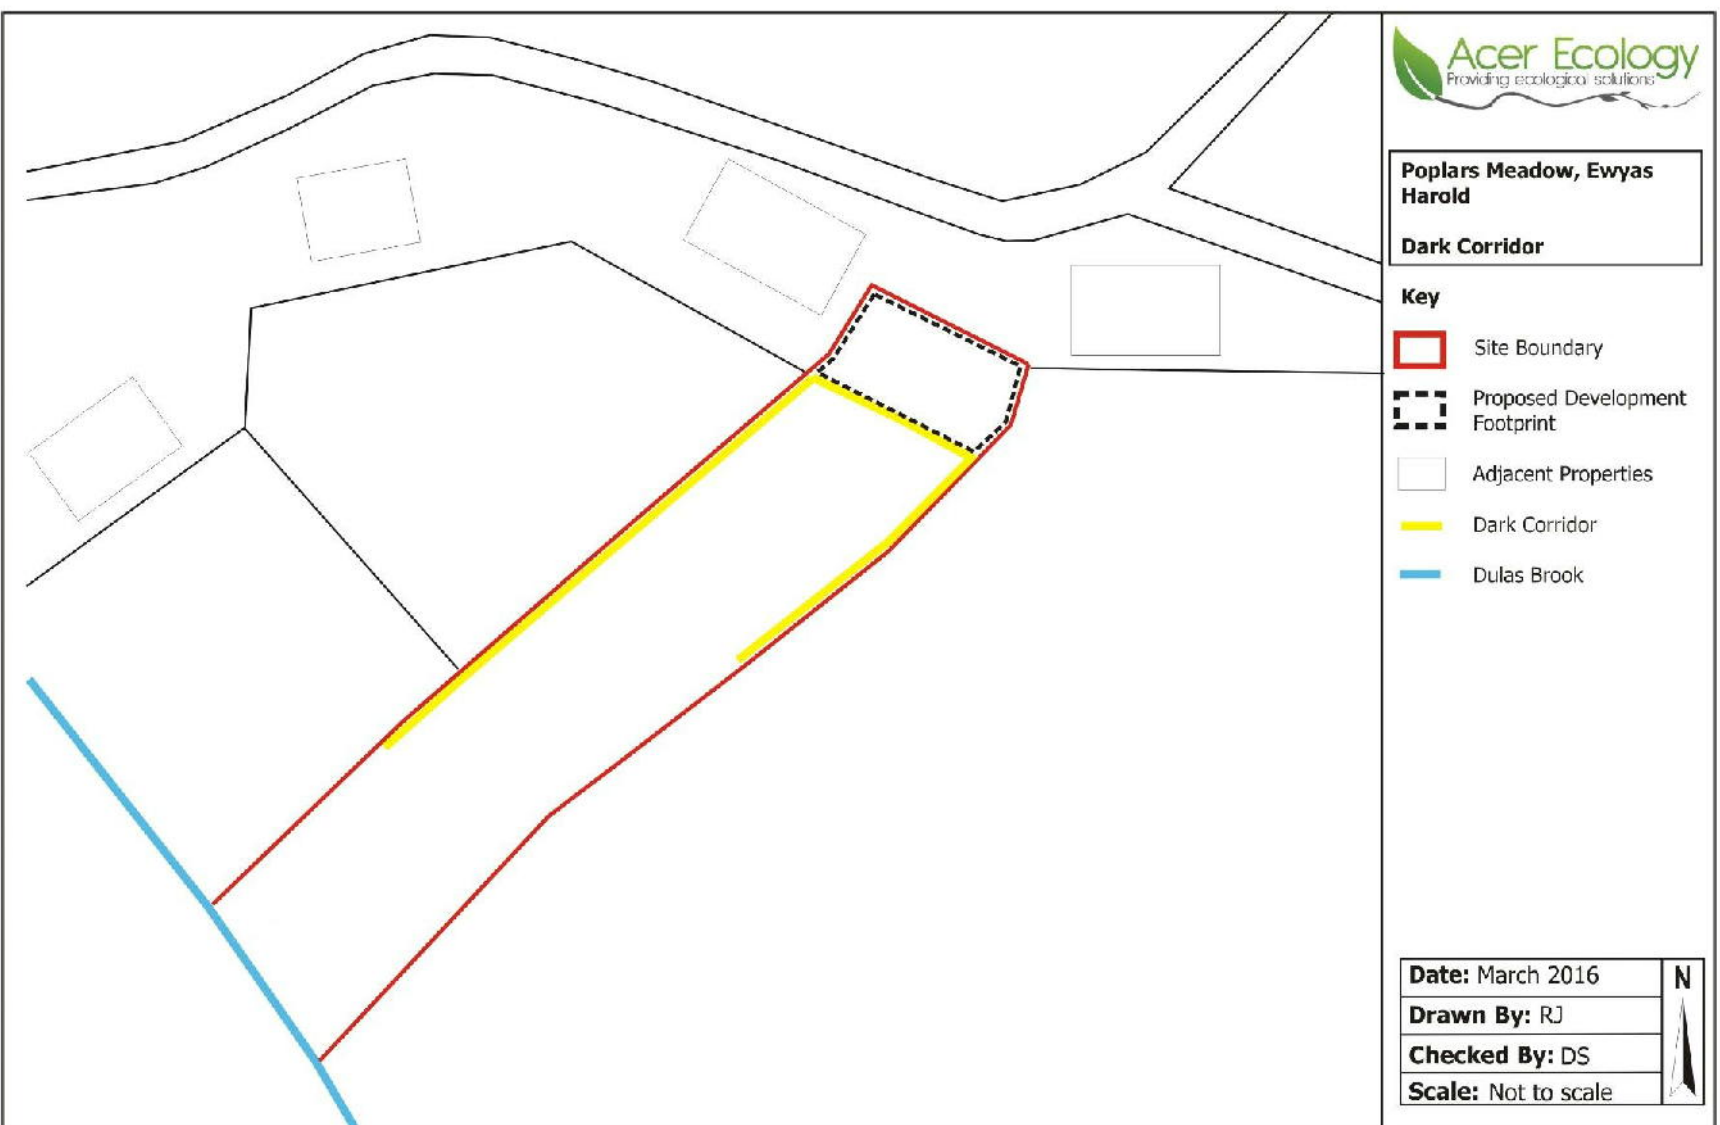 Acer Ecology
Providing ecological solutions
Poplars Meadow, Ewyas
Harold
Dark Corridor
Key
Site Boundary
Proposed Development
Footprint
Adjacent Properties
Dark Corridor
Dulas Brook
Date: March 2016
N
Drawn By: RJ
Checked By: DS
Scale: Not to scale